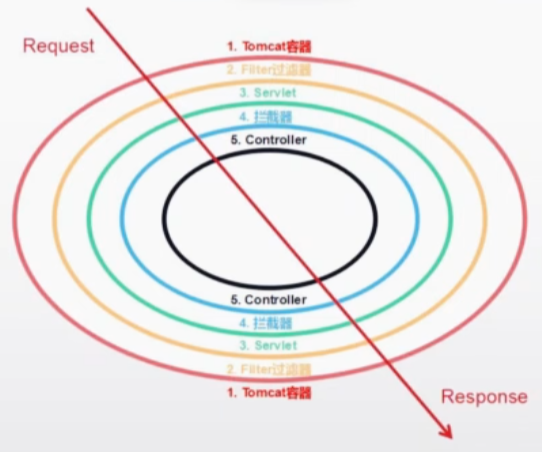 Request
1. Tomcat容器
2. Filter过滤器
3. Servlet
4. 拦截器
5. Controller
5. Controller
4. 拦截器
3. Servlet
2. Filter过滤器
1. Tomcat容器
Response